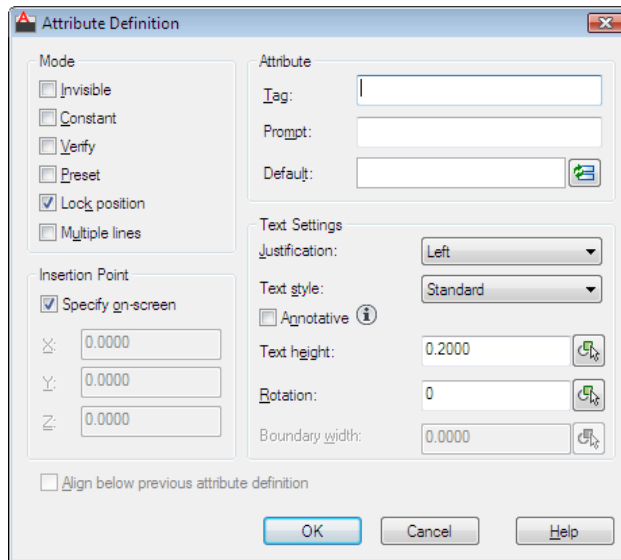 Attribute Definition
Mode
Invisible
Constant
Verify
Preset
Lock position
Multiple lines
Attribute
Tag:
Prompt:
Default:
Insertion Point
Specify on-screen
X: 0.0000
Y: 0.0000
Z: 0.0000
Text Settings
Justification: Left
Text style: Standard
Annotative
Text height: 0.2000
Rotation: 0
Boundary width: 0.0000
Align below previous attribute definition
OK Cancel Help